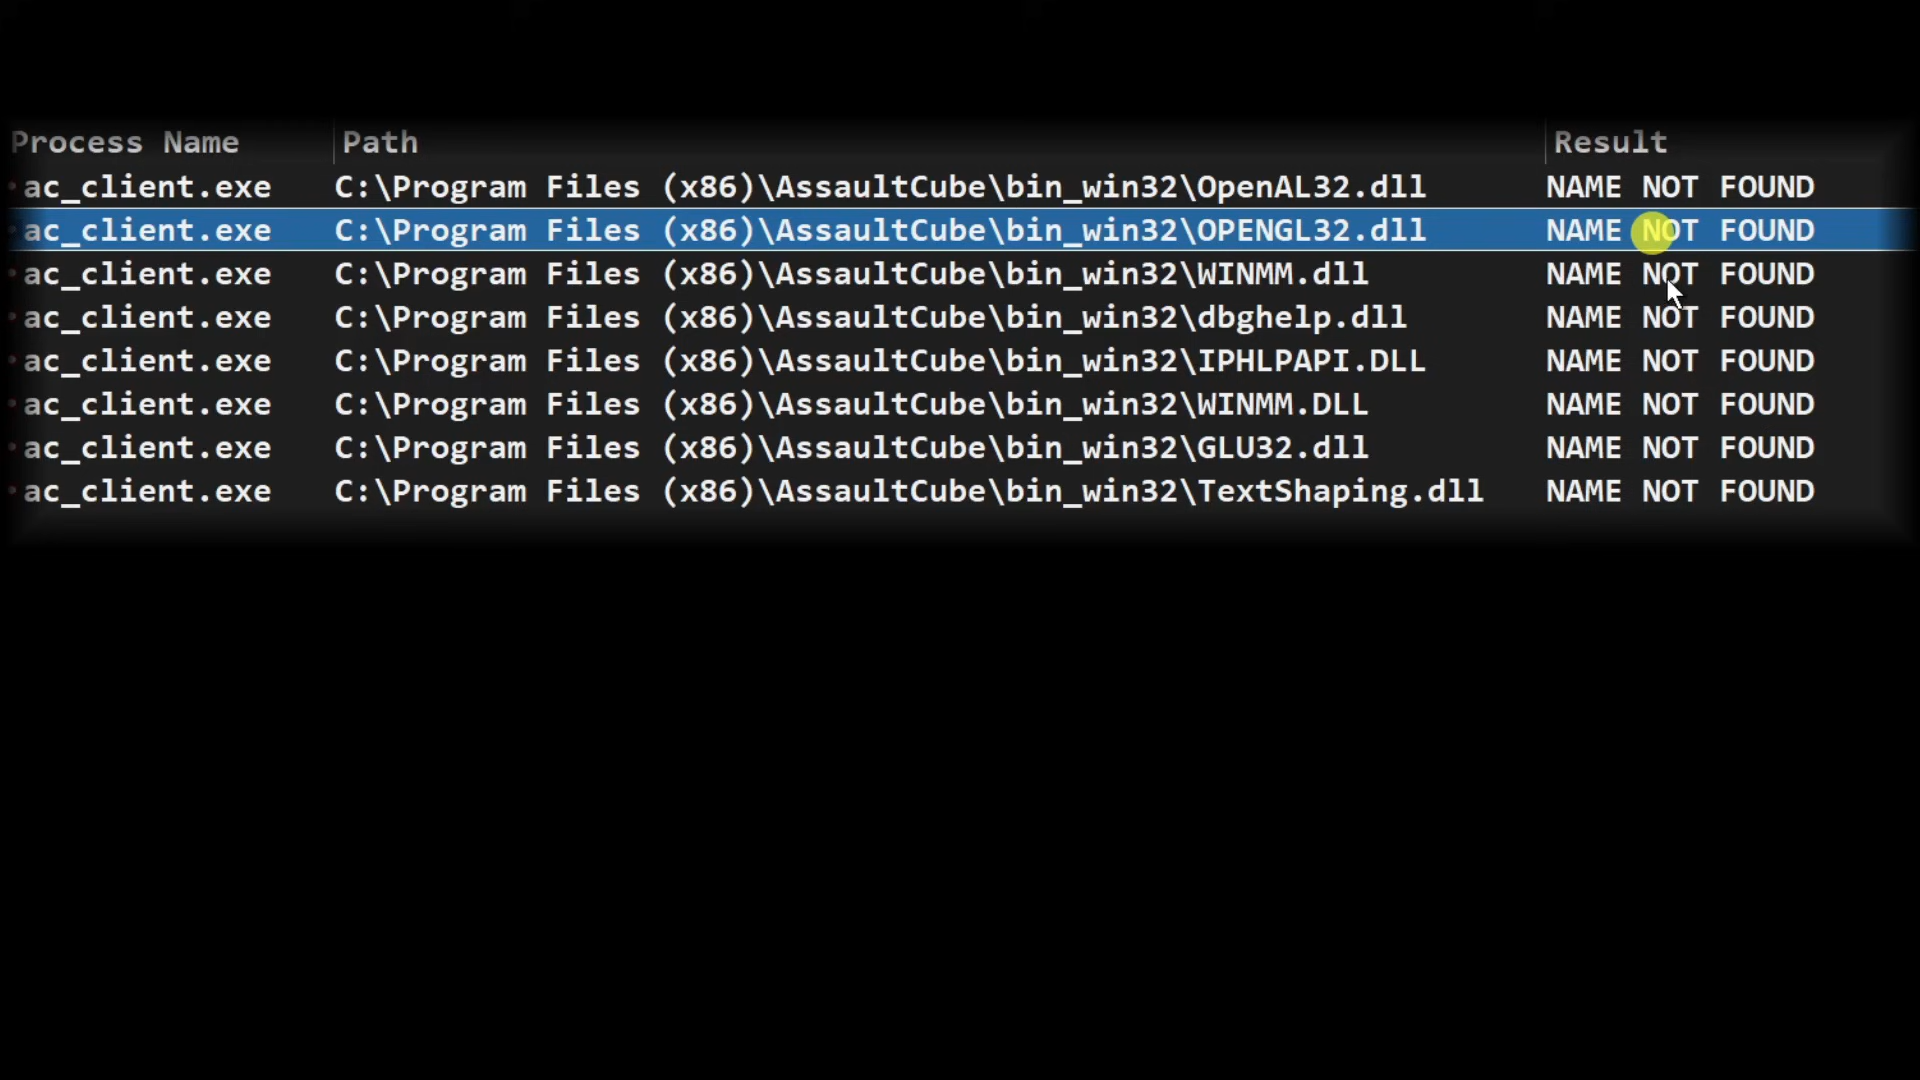 Process Name Path Result
ac_client.exe C:\Program Files (x86)\AssaultCube\bin_win32\OpenAL32.dll NAME NOT FOUND
ac_client.exe C:\Program Files (x86)\AssaultCube\bin_win32\OPENGL32.dll NAME NOT FOUND
ac_client.exe C:\Program Files (x86)\AssaultCube\bin_win32\WINMM.dll NAME NOT FOUND
ac_client.exe C:\Program Files (x86)\AssaultCube\bin_win32\dbghelp.dll NAME NOT FOUND
ac_client.exe C:\Program Files (x86)\AssaultCube\bin_win32\IPHLPAPI.DLL NAME NOT FOUND
ac_client.exe C:\Program Files (x86)\AssaultCube\bin_win32\WINMM.DLL NAME NOT FOUND
ac_client.exe C:\Program Files (x86)\AssaultCube\bin_win32\GLU32.dll NAME NOT FOUND
ac_client.exe C:\Program Files (x86)\AssaultCube\bin_win32\TextShaping.dll NAME NOT FOUND